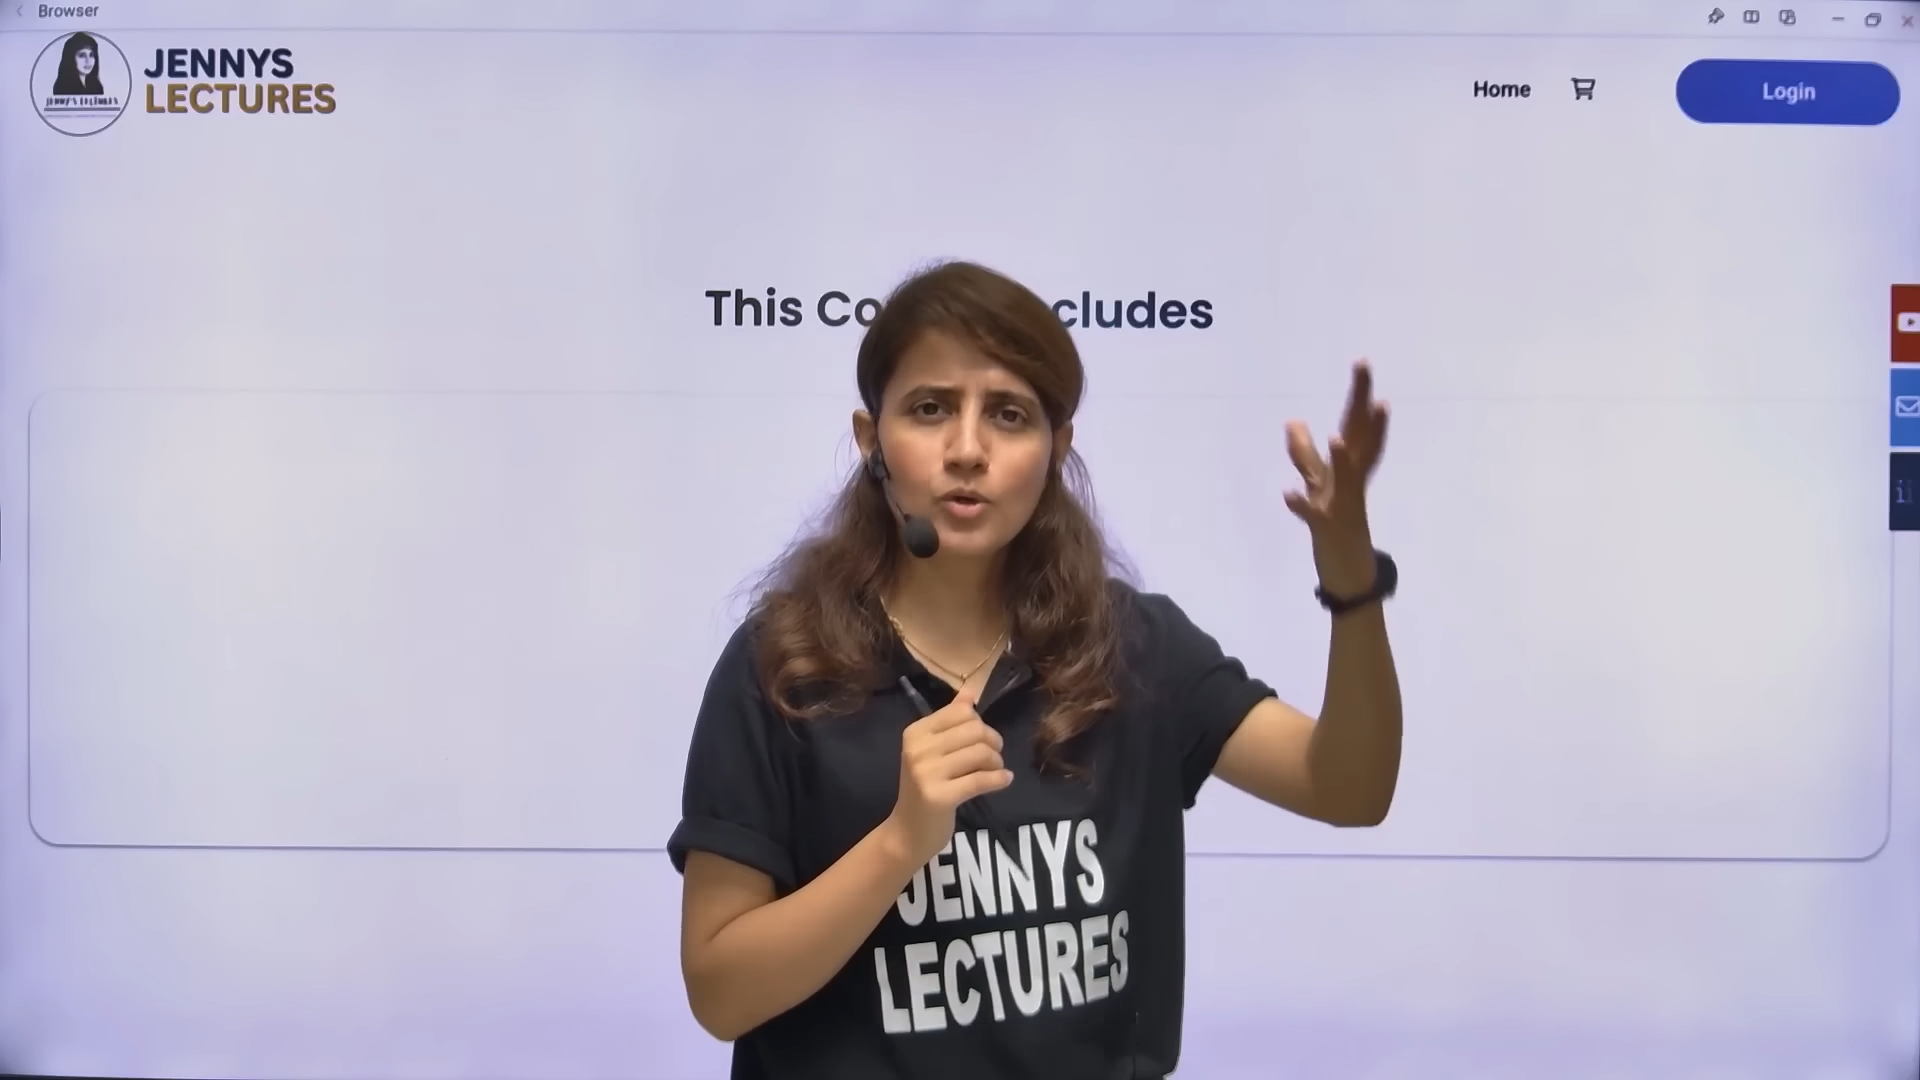 Browser
JENNYS
LECTURES
Home
Login
This Co cludes
JENNYS
LECTURES